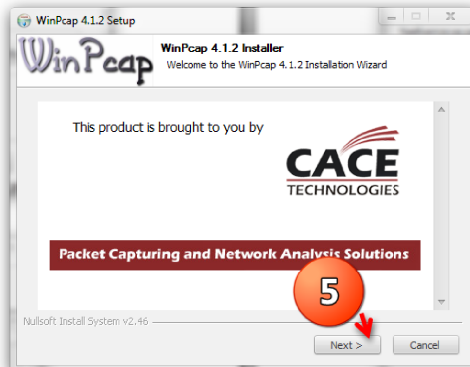 WinPcap 4.1.2 Setup
WinPcap
WinPcap 4.1.2 Installer
Welcome to the WinPcap 4.1.2 Installation Wizard
This product is brought to you by
CACE
TECHNOLOGIES
Packet Capturing and Network Analysis Solutions
5
Nullsoft Install System v2.46
Next >
Cancel